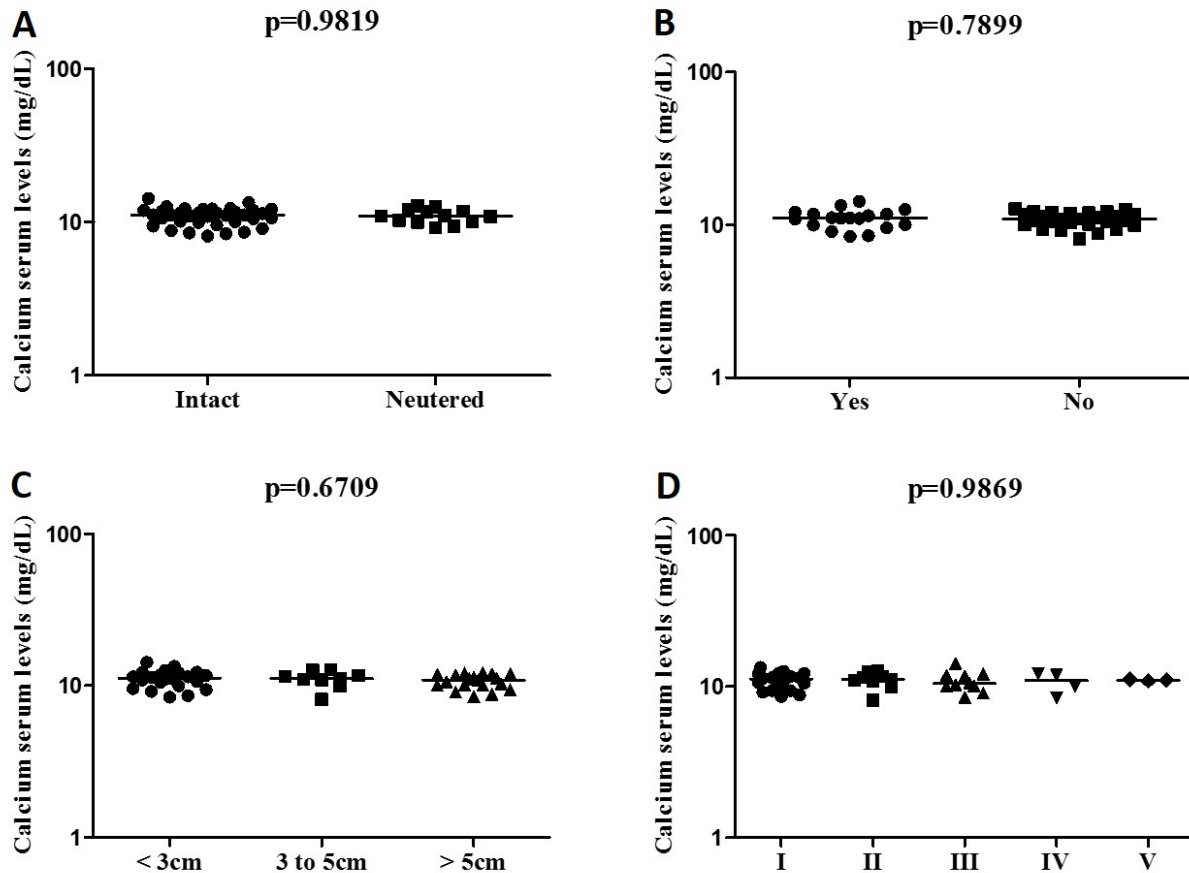 A
p=0.9819
Calcium serum levels (mg/dL)
100
10
1
Intact
Neutered
B
p=0.7899
Calcium serum levels (mg/dL)
100
10
1
Yes
No
C
p=0.6709
Calcium serum levels (mg/dL)
100
10
1
< 3cm
3 to 5cm
> 5cm
D
p=0.9869
Calcium serum levels (mg/dL)
100
10
1
I
II
III
IV
V